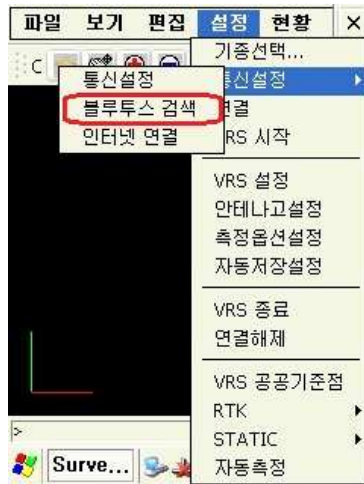 파일 보기 편집 설정 현황 ×
기종선택...
통신설정
통신설정
블루투스 검색
연결
인터넷 연결
VRS 시작
VRS 설정
안테나고설정
측정옵션설정
자동저장설정
VRS 종료
연결해제
VRS 공공기준점
RTK
STATIC
자동측정
>
Surve...